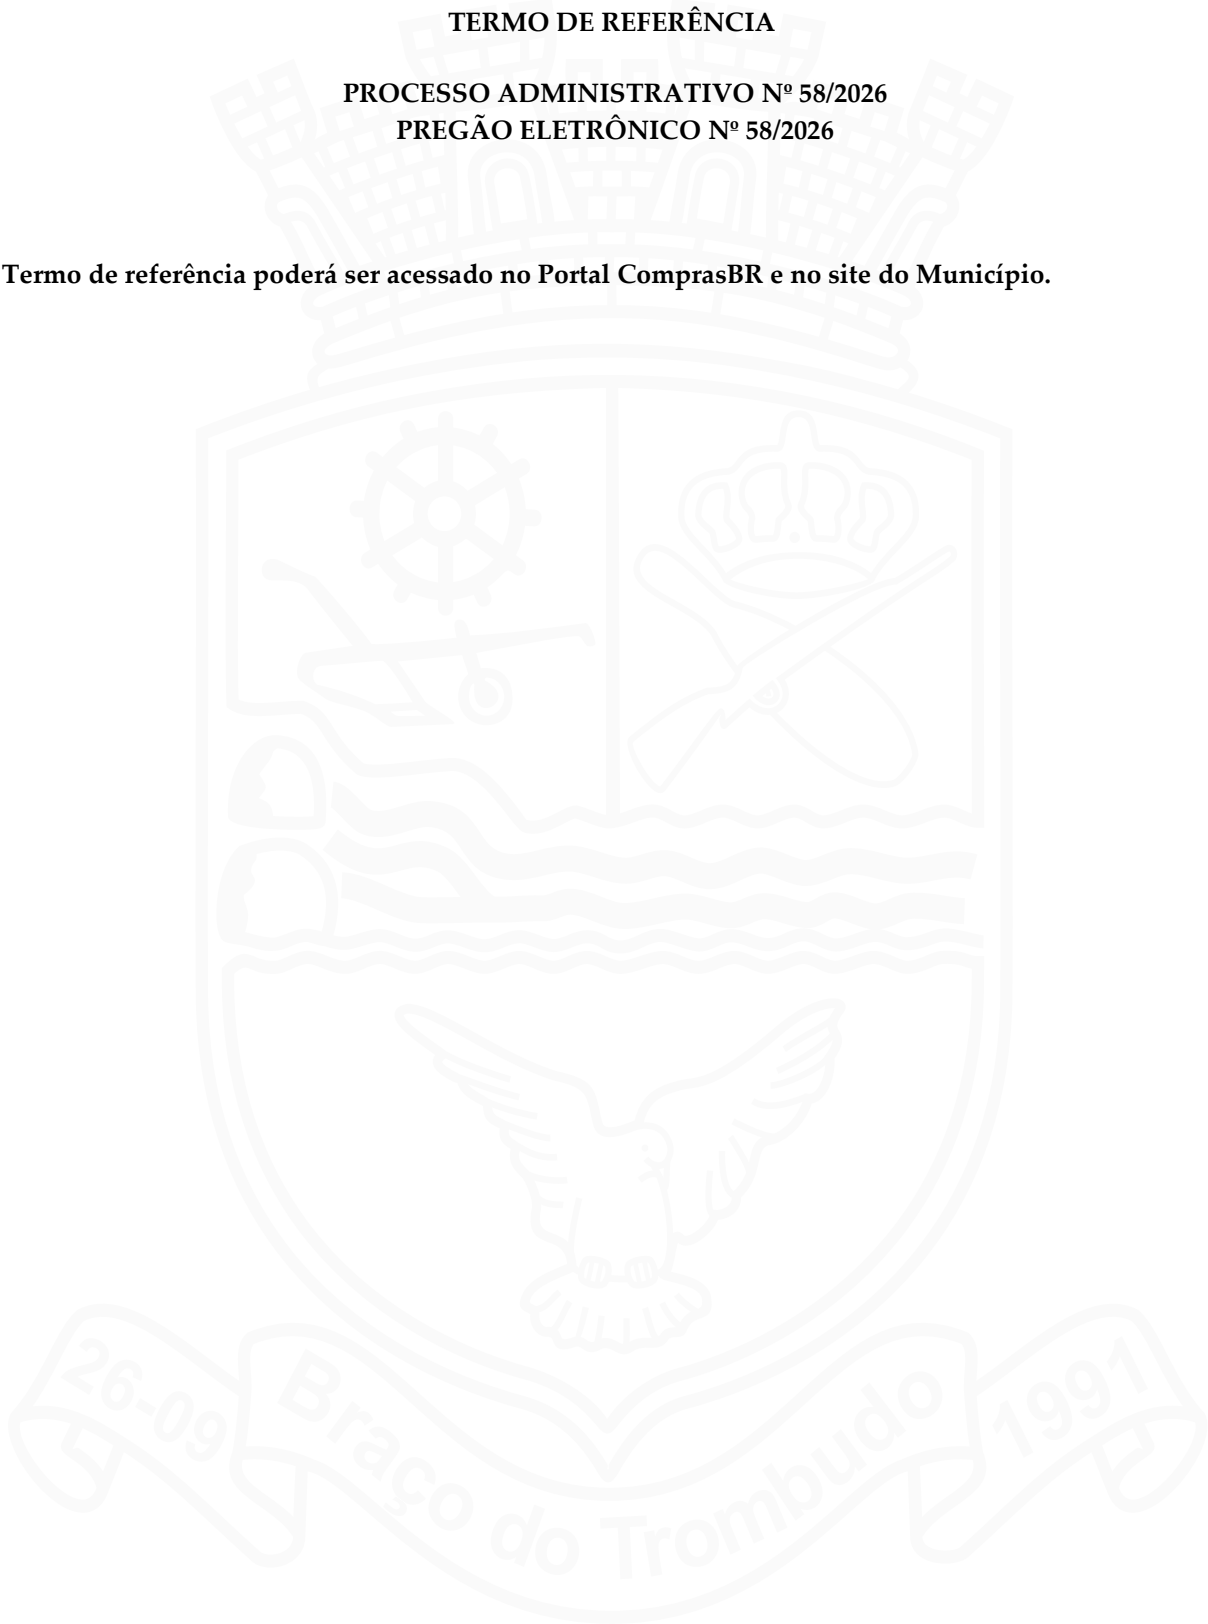 TERMO DE REFERÊNCIA
PROCESSO ADMINISTRATIVO Nº 58/2026
PREGÃO ELETRÔNICO Nº 58/2026
Termo de referência poderá ser acessado no Portal ComprasBR e no site do Município.
26-09 Braço do Trombudo 1991